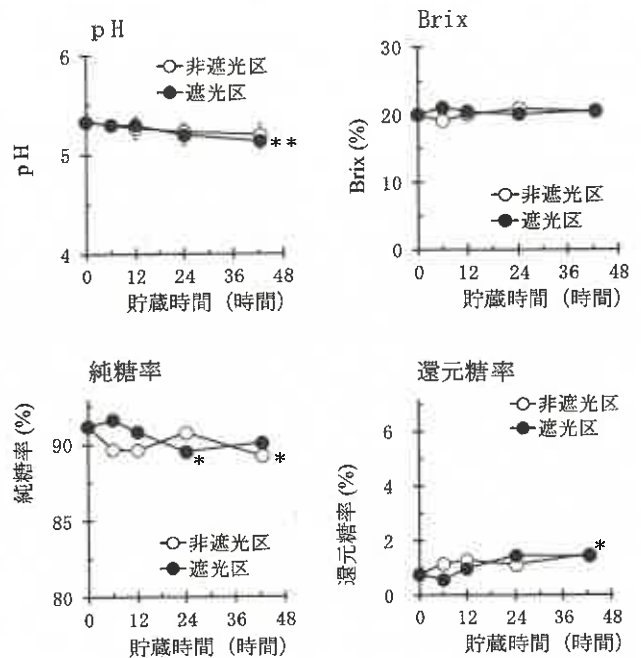 pH
6
5
4
pH
非遮光区
遮光区
**
0 12 24 36 48
貯蔵時間 (時間)
Brix
30
20
10
0
Brix (%)
非遮光区
遮光区
0 12 24 36 48
貯蔵時間 (時間)
純糖率
90
85
80
純糖率 (%)
* *
非遮光区
遮光区
0 12 24 36 48
貯蔵時間 (時間)
還元糖率
6
4
2
0
還元糖率 (%)
非遮光区
遮光区
*
0 12 24 36 48
貯蔵時間 (時間)